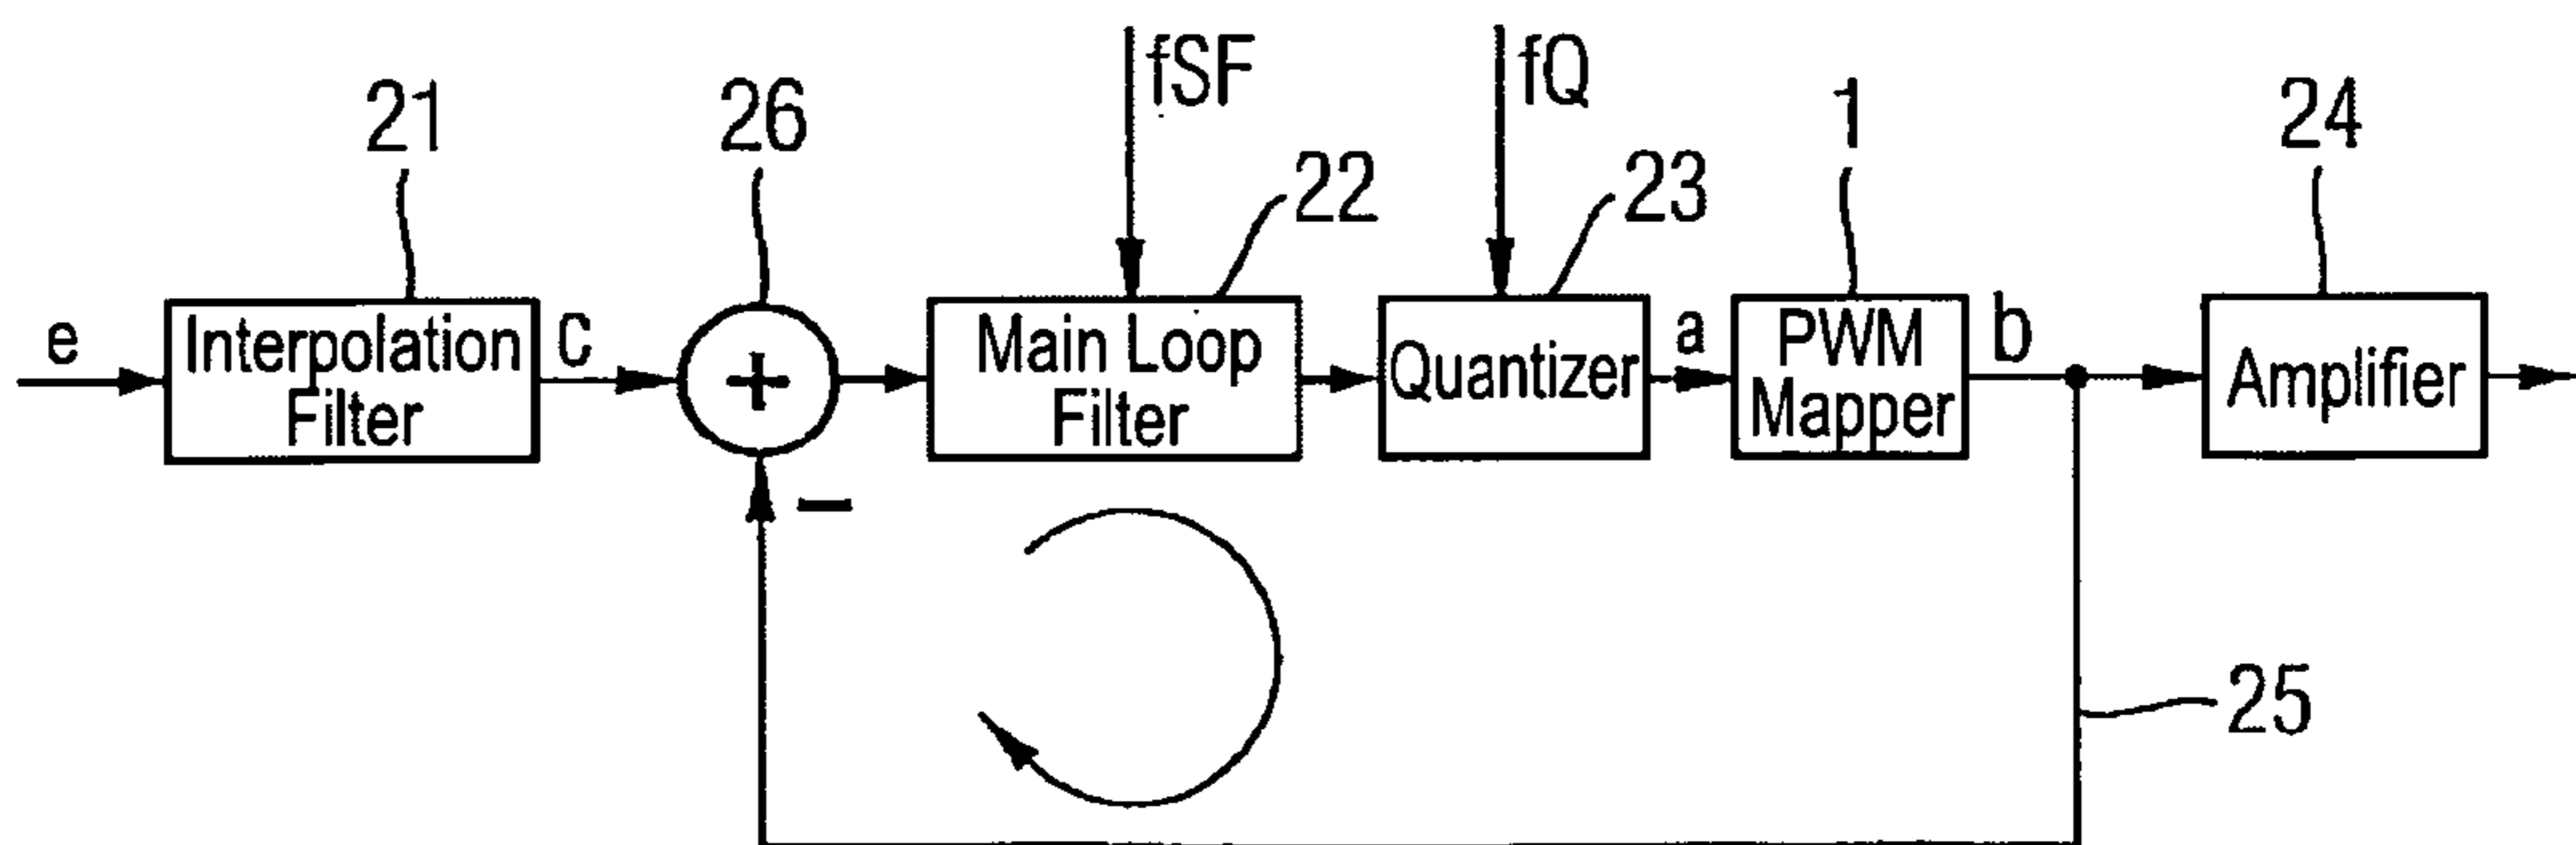 fSF
fQ
21
26
22
23
1
24
e
Interpolation
Filter
c
+
Main Loop
Filter
Quantizer
a
PWM
Mapper
b
Amplifier
−
25